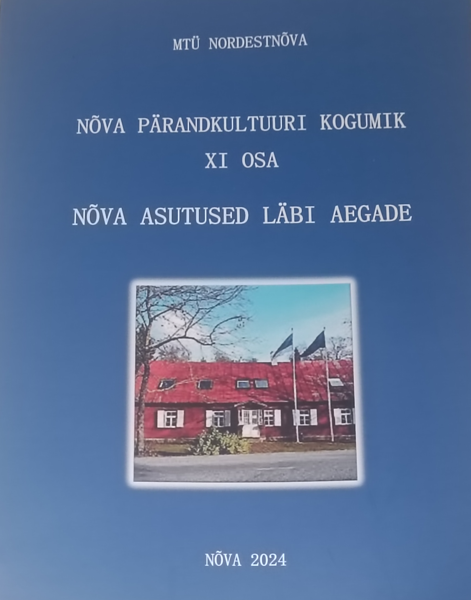 MTÜ NORDESTNÕVA
NÕVA PÄRANDKULTUURI KOGUMIK
XI OSA
NÕVA ASUTUSED LÄBI AEGADE
NÕVA 2024